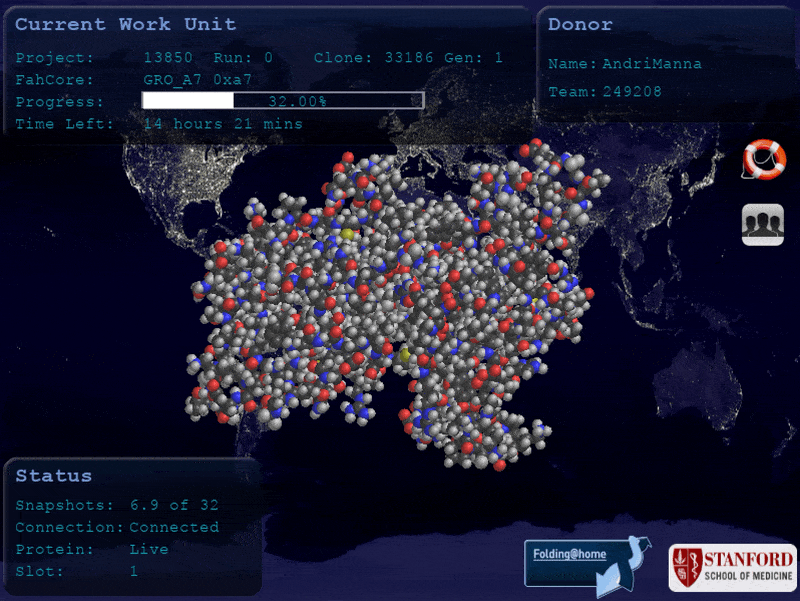 Current Work Unit
Project: 13850 Run: 0 Clone: 33186 Gen: 1
FahCore: GRO_A7 0xa7
Progress: 32.00%
Time Left: 14 hours 21 mins
Donor
Name: AndriManna
Team: 249208
Status
Snapshots: 6.9 of 32
Connection: Connected
Protein: Live
Slot: 1
Folding@home
STANFORD
SCHOOL OF MEDICINE